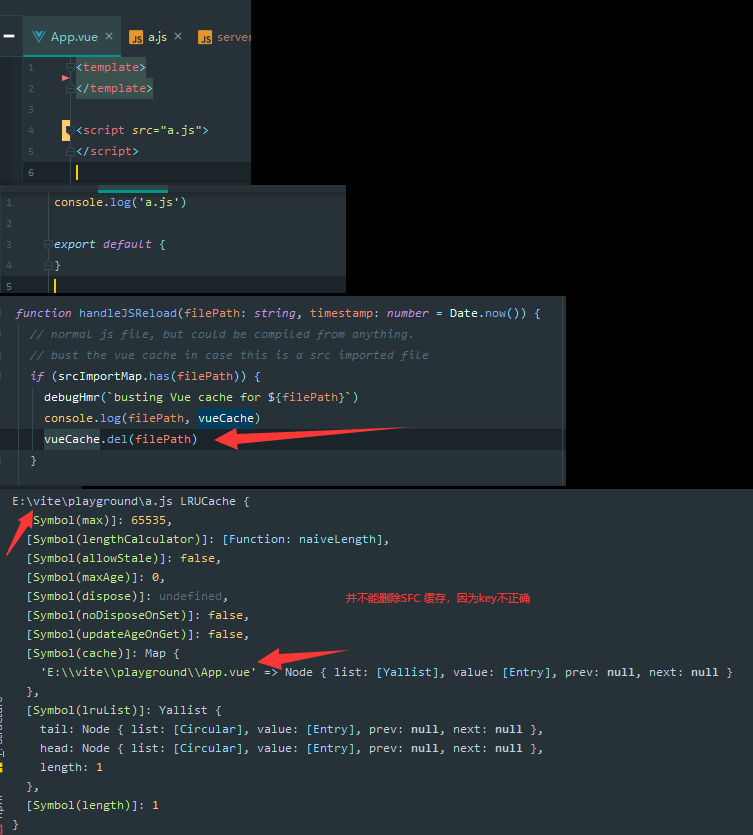 App.vue × JS a.js × JS server
1 <template>
2 </template>
3
4 <script src="a.js">
5 </script>
6
1 console.log('a.js')
2
3 export default {
4 }
5
function handleJSReload(filePath: string, timestamp: number = Date.now()) {
// normal js file, but could be compiled from anything.
// bust the vue cache in case this is a src imported file
if (srcImportMap.has(filePath)) {
debugHmr(`busting Vue cache for ${filePath}`)
console.log(filePath, vueCache)
vueCache.del(filePath)
}
E:\vite\playground\a.js LRUCache {
[Symbol(max)]: 65535,
[Symbol(lengthCalculator)]: [Function: naiveLength],
[Symbol(allowStale)]: false,
[Symbol(maxAge)]: 0,
[Symbol(dispose)]: undefined,
并不能删除SFC 缓存，因为key不正确
[Symbol(noDisposeOnSet)]: false,
[Symbol(updateAgeOnGet)]: false,
[Symbol(cache)]: Map {
'E:\\vite\\playground\\App.vue' => Node { list: [Yallist], value: [Entry], prev: null, next: null }
},
[Symbol(lruList)]: Yallist {
tail: Node { list: [Circular], value: [Entry], prev: null, next: null },
head: Node { list: [Circular], value: [Entry], prev: null, next: null },
length: 1
},
[Symbol(length)]: 1
}